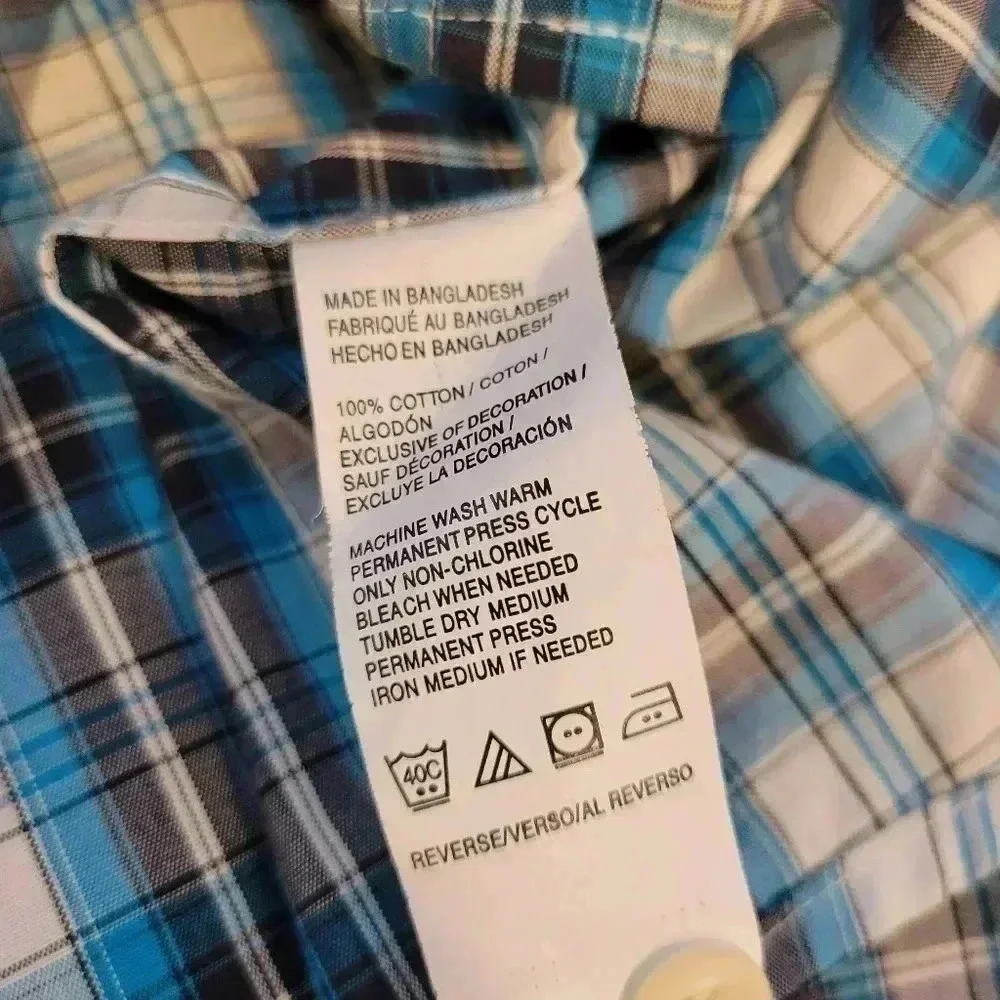 MADE IN BANGLADESH
FABRIQUÉ AU BANGLADESH
HECHO EN BANGLADESH
100% COTTON / COTON /
ALGODÓN
EXCLUSIVE OF DECORATION /
SAUF DÉCORATION /
EXCLUYE LA DECORACIÓN
MACHINE WASH WARM
PERMANENT PRESS CYCLE
ONLY NON-CHLORINE
BLEACH WHEN NEEDED
TUMBLE DRY MEDIUM
PERMANENT PRESS
IRON MEDIUM IF NEEDED
40C
REVERSE/VERSO/AL REVERSO